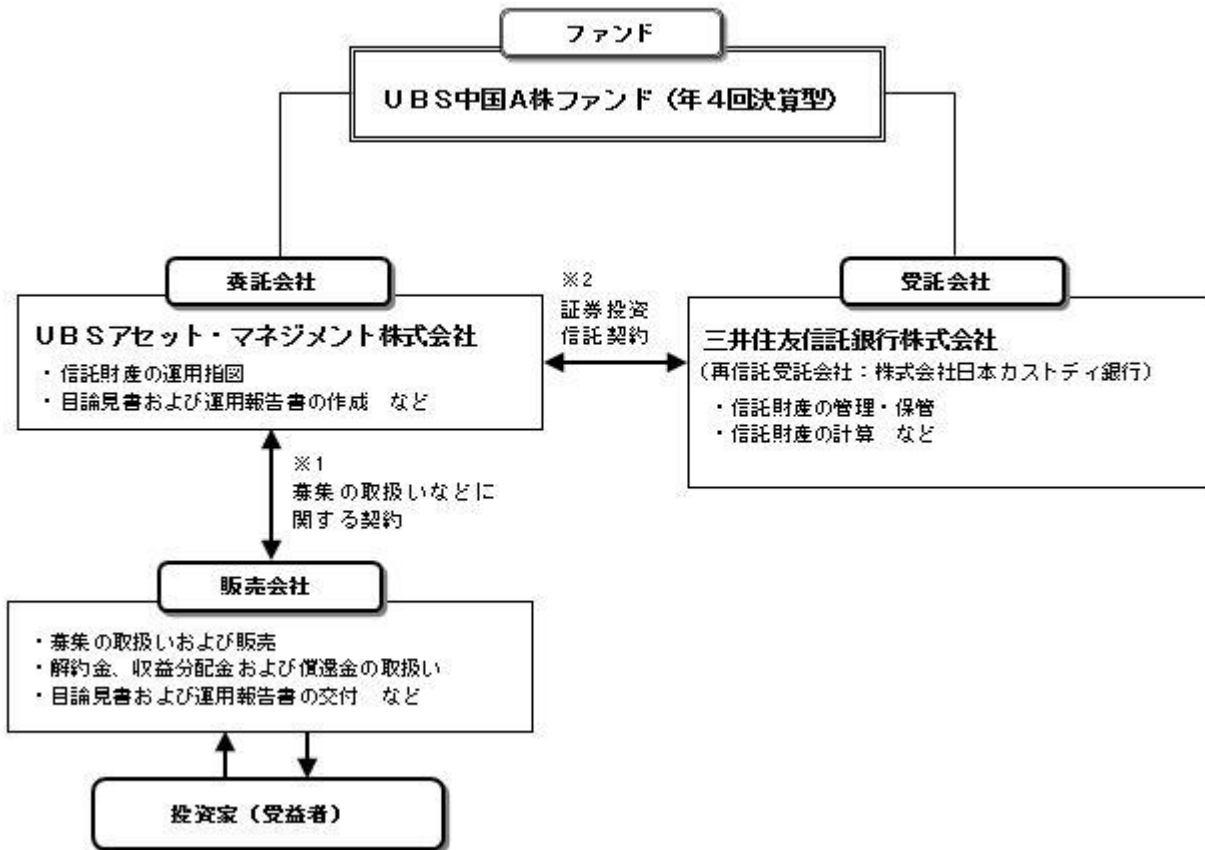 ファンド
UBS中国A株ファンド（年4回決算型）
委託会社
UBSアセット・マネジメント株式会社
・信託財産の運用指図
・目論見書および運用報告書の作成　など
※2
証券投資
信託契約
受託会社
三井住友信託銀行株式会社
（再信託受託会社：株式会社日本カストディ銀行）
・信託財産の管理・保管
・信託財産の計算　など
※1
募集の取扱いなどに
関する契約
販売会社
・募集の取扱いおよび販売
・解約金、収益分配金および償還金の取扱い
・目論見書および運用報告書の交付　など
投資家（受益者）